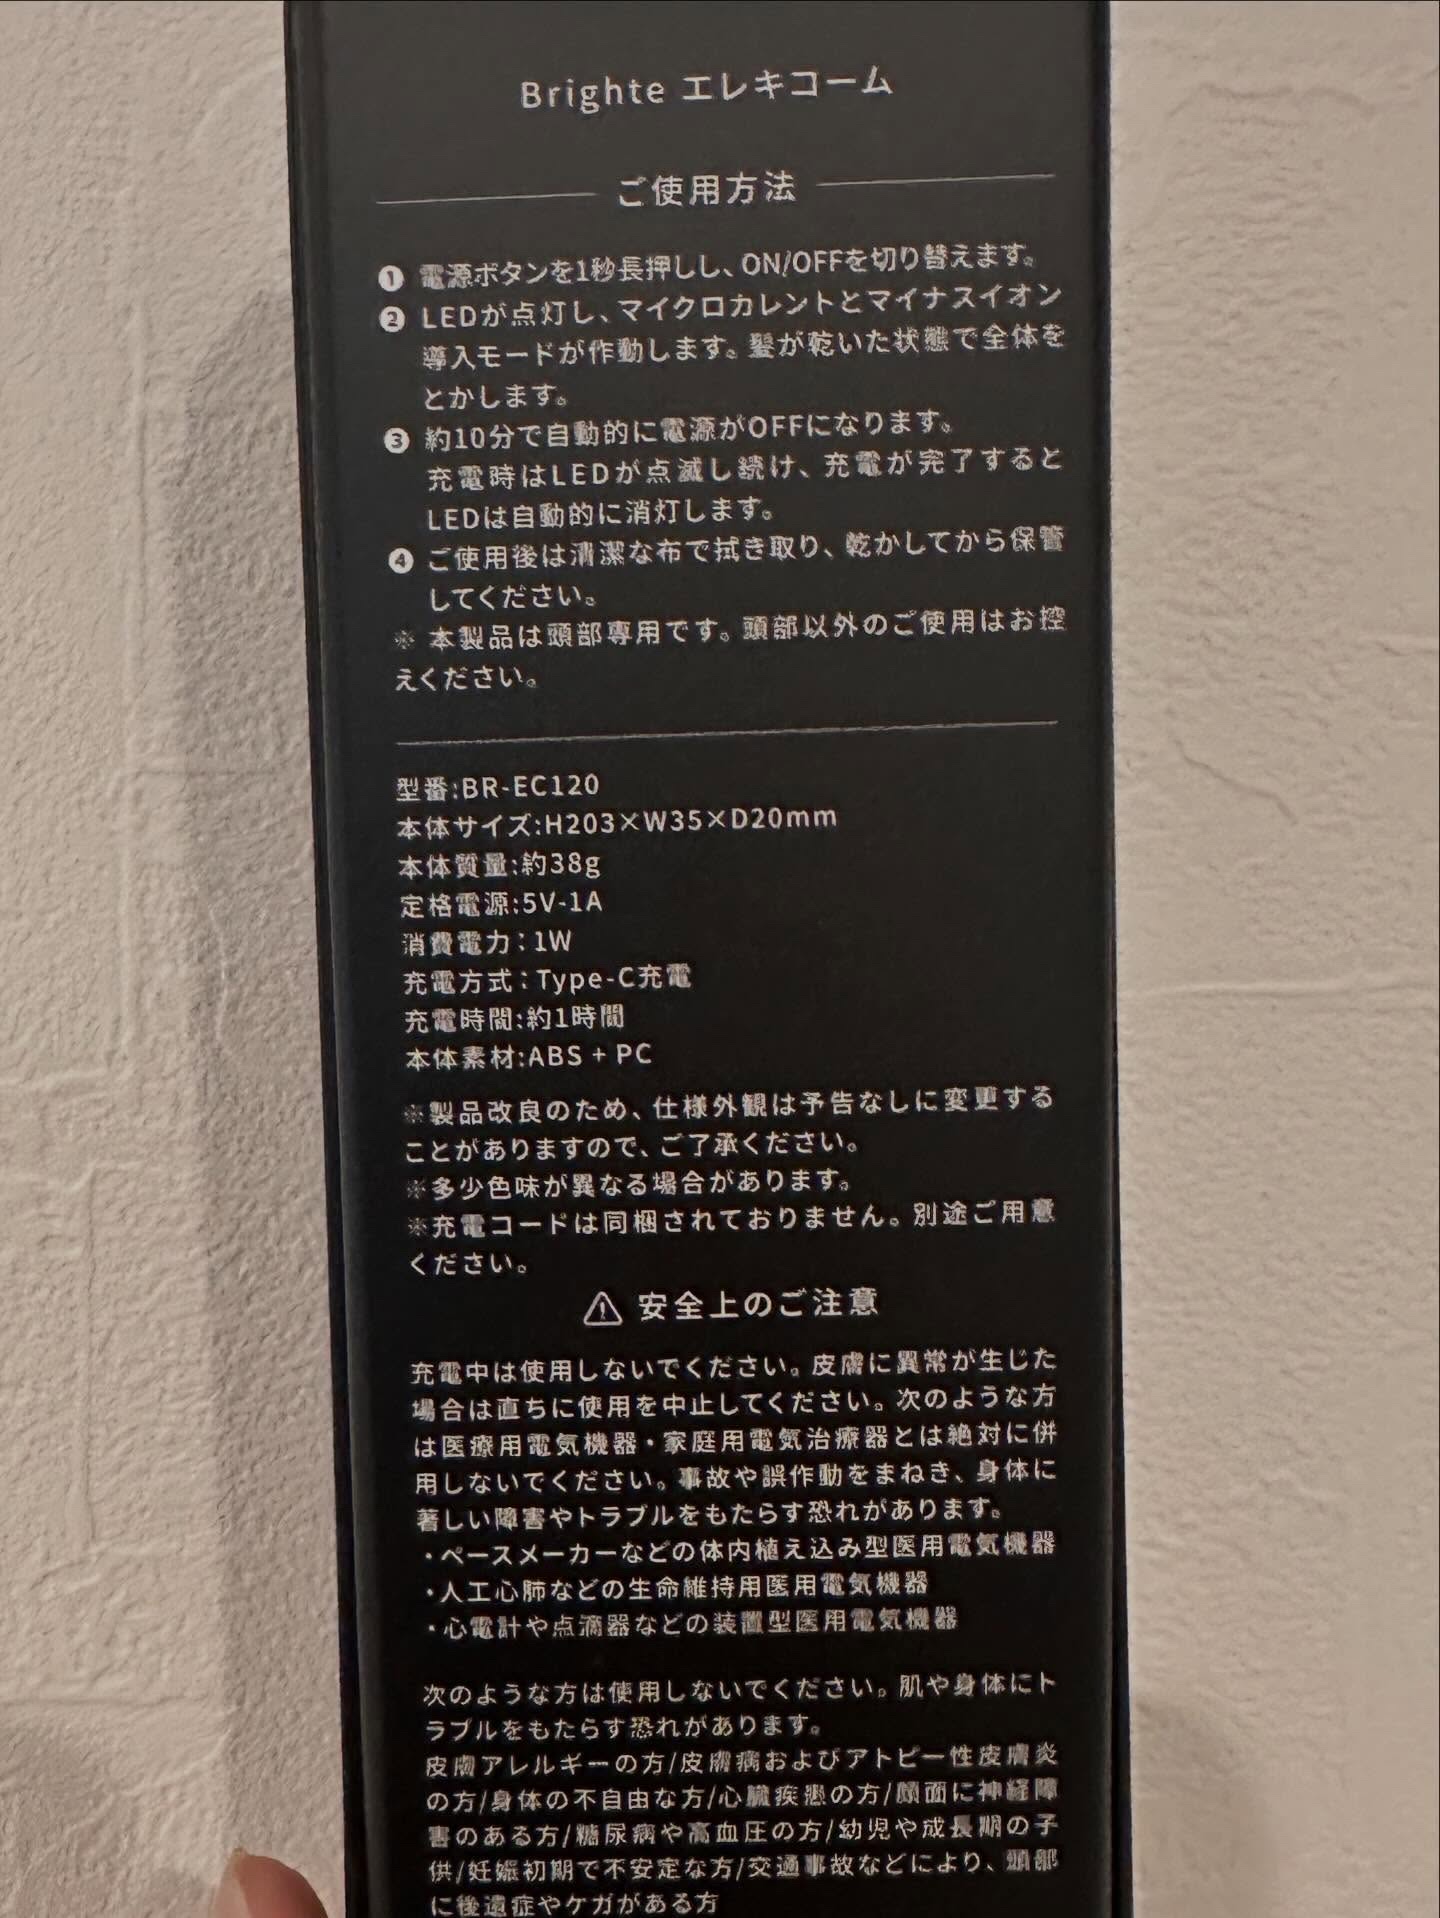 Brighte エレキコーム
ご使用方法
❶ 電源ボタンを1秒長押しし、ON/OFFを切り替えます。
❷ LEDが点灯し、マイクロカレントとマイナスイオン
導入モードが作動します。髪が乾いた状態で全体を
とかします。
❸ 約10分で自動的に電源がOFFになります。
充電時はLEDが点滅し続け、充電が完了すると
LEDは自動的に消灯します。
❹ ご使用後は清潔な布で拭き取り、乾かしてから保管
してください。
※ 本製品は頭部専用です。頭部以外のご使用はお控
えください。
型番:BR-EC120
本体サイズ:H203×W35×D20mm
本体質量:約38g
定格電源:5V-1A
消費電力：1W
充電方式：Type-C充電
充電時間:約1時間
本体素材:ABS + PC
※製品改良のため、仕様外観は予告なしに変更する
ことがありますので、ご了承ください。
※多少色味が異なる場合があります。
※充電コードは同梱されておりません。別途ご用意
ください。
⚠ 安全上のご注意
充電中は使用しないでください。皮膚に異常が生じた
場合は直ちに使用を中止してください。次のような方
は医療用電気機器・家庭用電気治療器とは絶対に併
用しないでください。事故や誤作動をまねき、身体に
著しい障害やトラブルをもたらす恐れがあります。
・ペースメーカーなどの体内植え込み型医用電気機器
・人工心肺などの生命維持用医用電気機器
・心電計や点滴器などの装置型医用電気機器
次のような方は使用しないでください。肌や身体にト
ラブルをもたらす恐れがあります。
皮膚アレルギーの方/皮膚病およびアトピー性皮膚炎
の方/身体の不自由な方/心臓疾患の方/顔面に神経障
害のある方/糖尿病や高血圧の方/幼児や成長期の子
供/妊娠初期で不安定な方/交通事故などにより、頭部
に後遺症やケガがある方